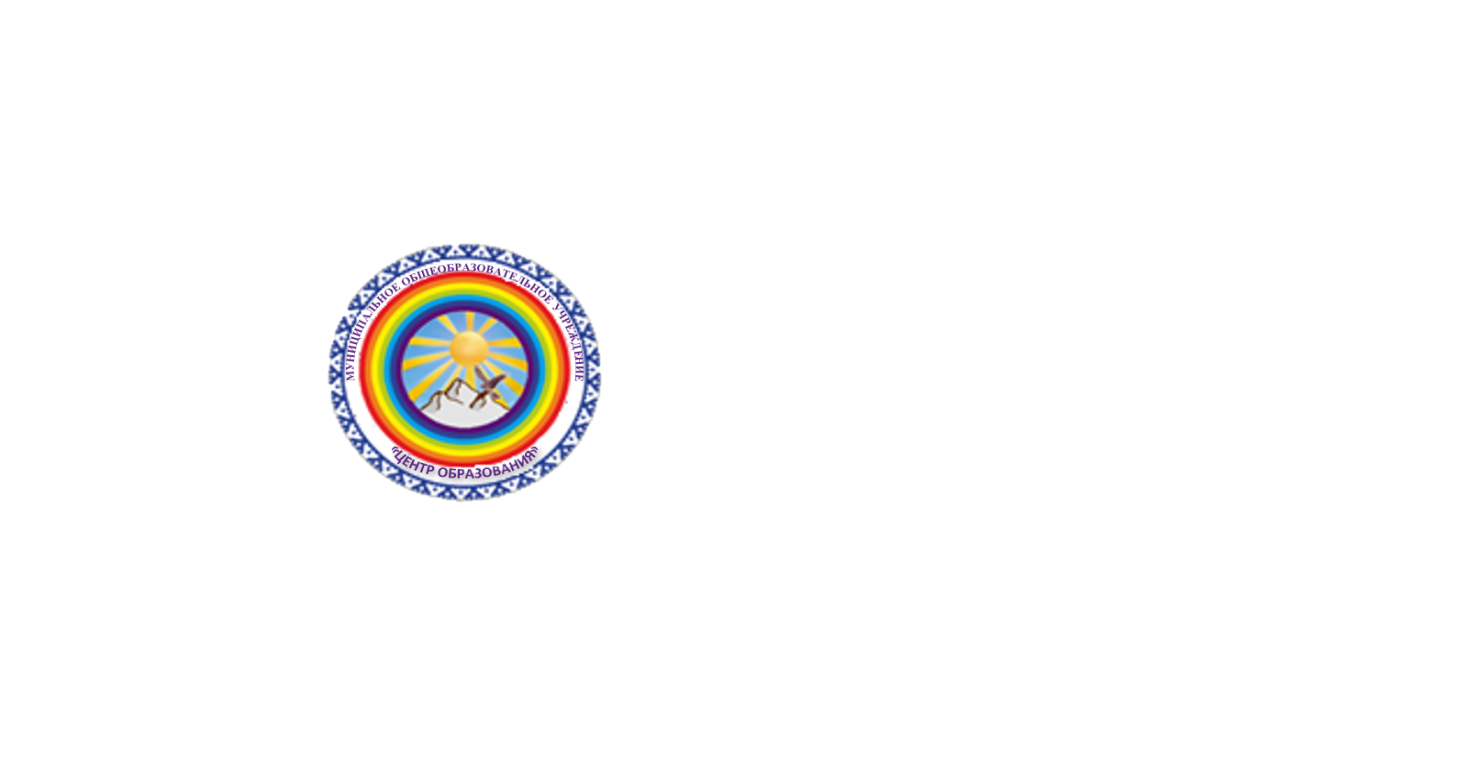 МУНИЦИПАЛЬНОЕ ОБЩЕОБРАЗОВАТЕЛЬНОЕ УЧРЕЖДЕНИЕ
«ЦЕНТР ОБРАЗОВАНИЯ»